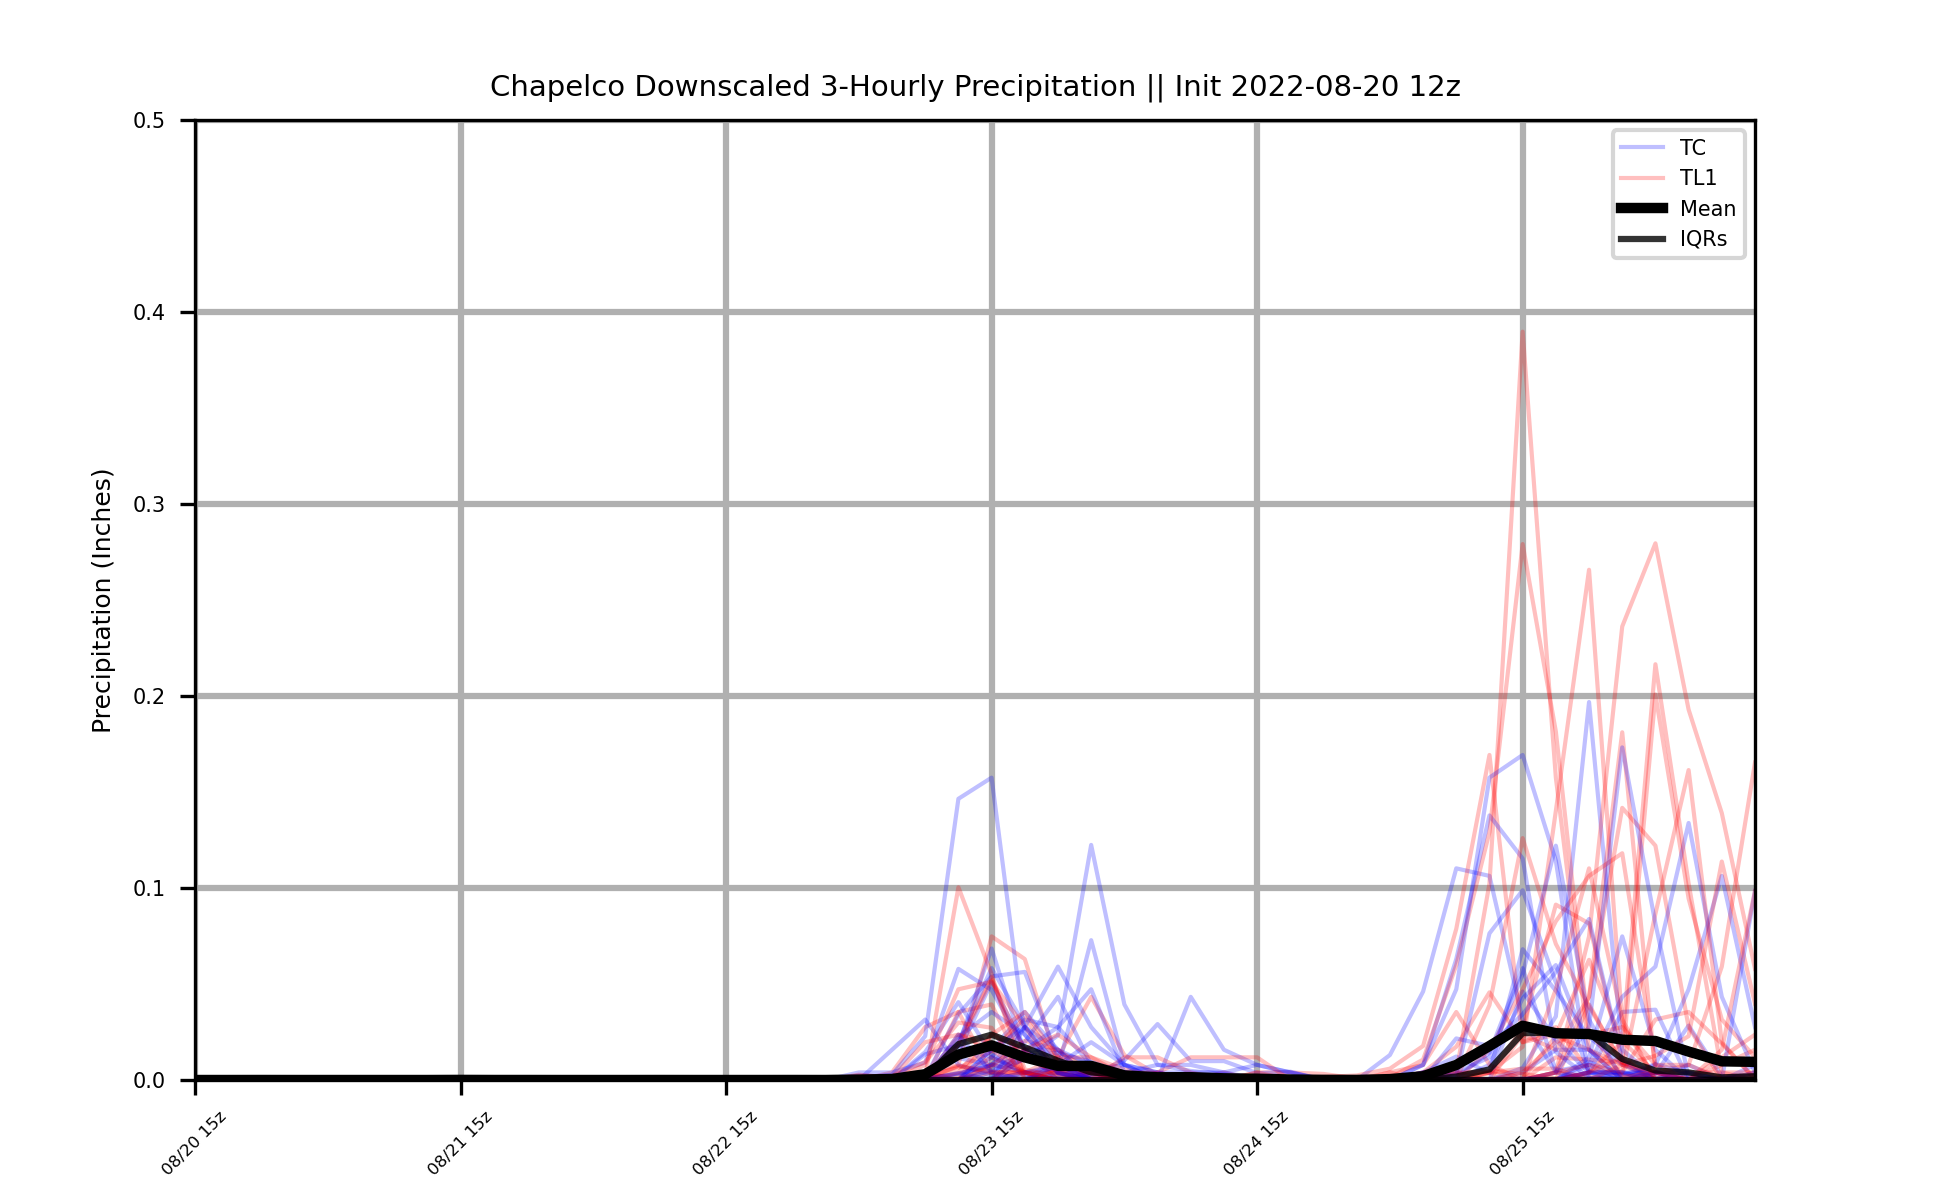 Chapelco Downscaled 3-Hourly Precipitation || Init 2022-08-20 12z
Precipitation (Inches)
0.5
0.4
0.3
0.2
0.1
0.0
TC
TL1
Mean
IQRs
08/20 15z
08/21 15z
08/22 15z
08/23 15z
08/24 15z
08/25 15z